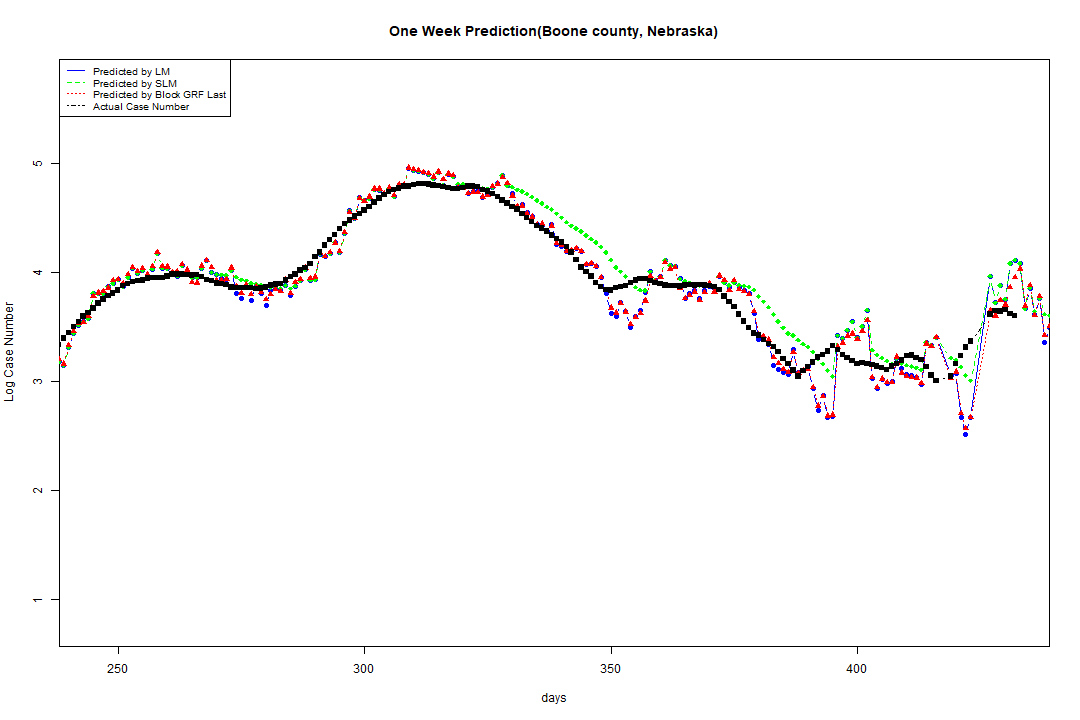 One Week Prediction(Boone county, Nebraska)
Predicted by LM
Predicted by SLM
Predicted by Block GRF Last
Actual Case Number
Log Case Number
5
4
3
2
1
250 300 350 400
days